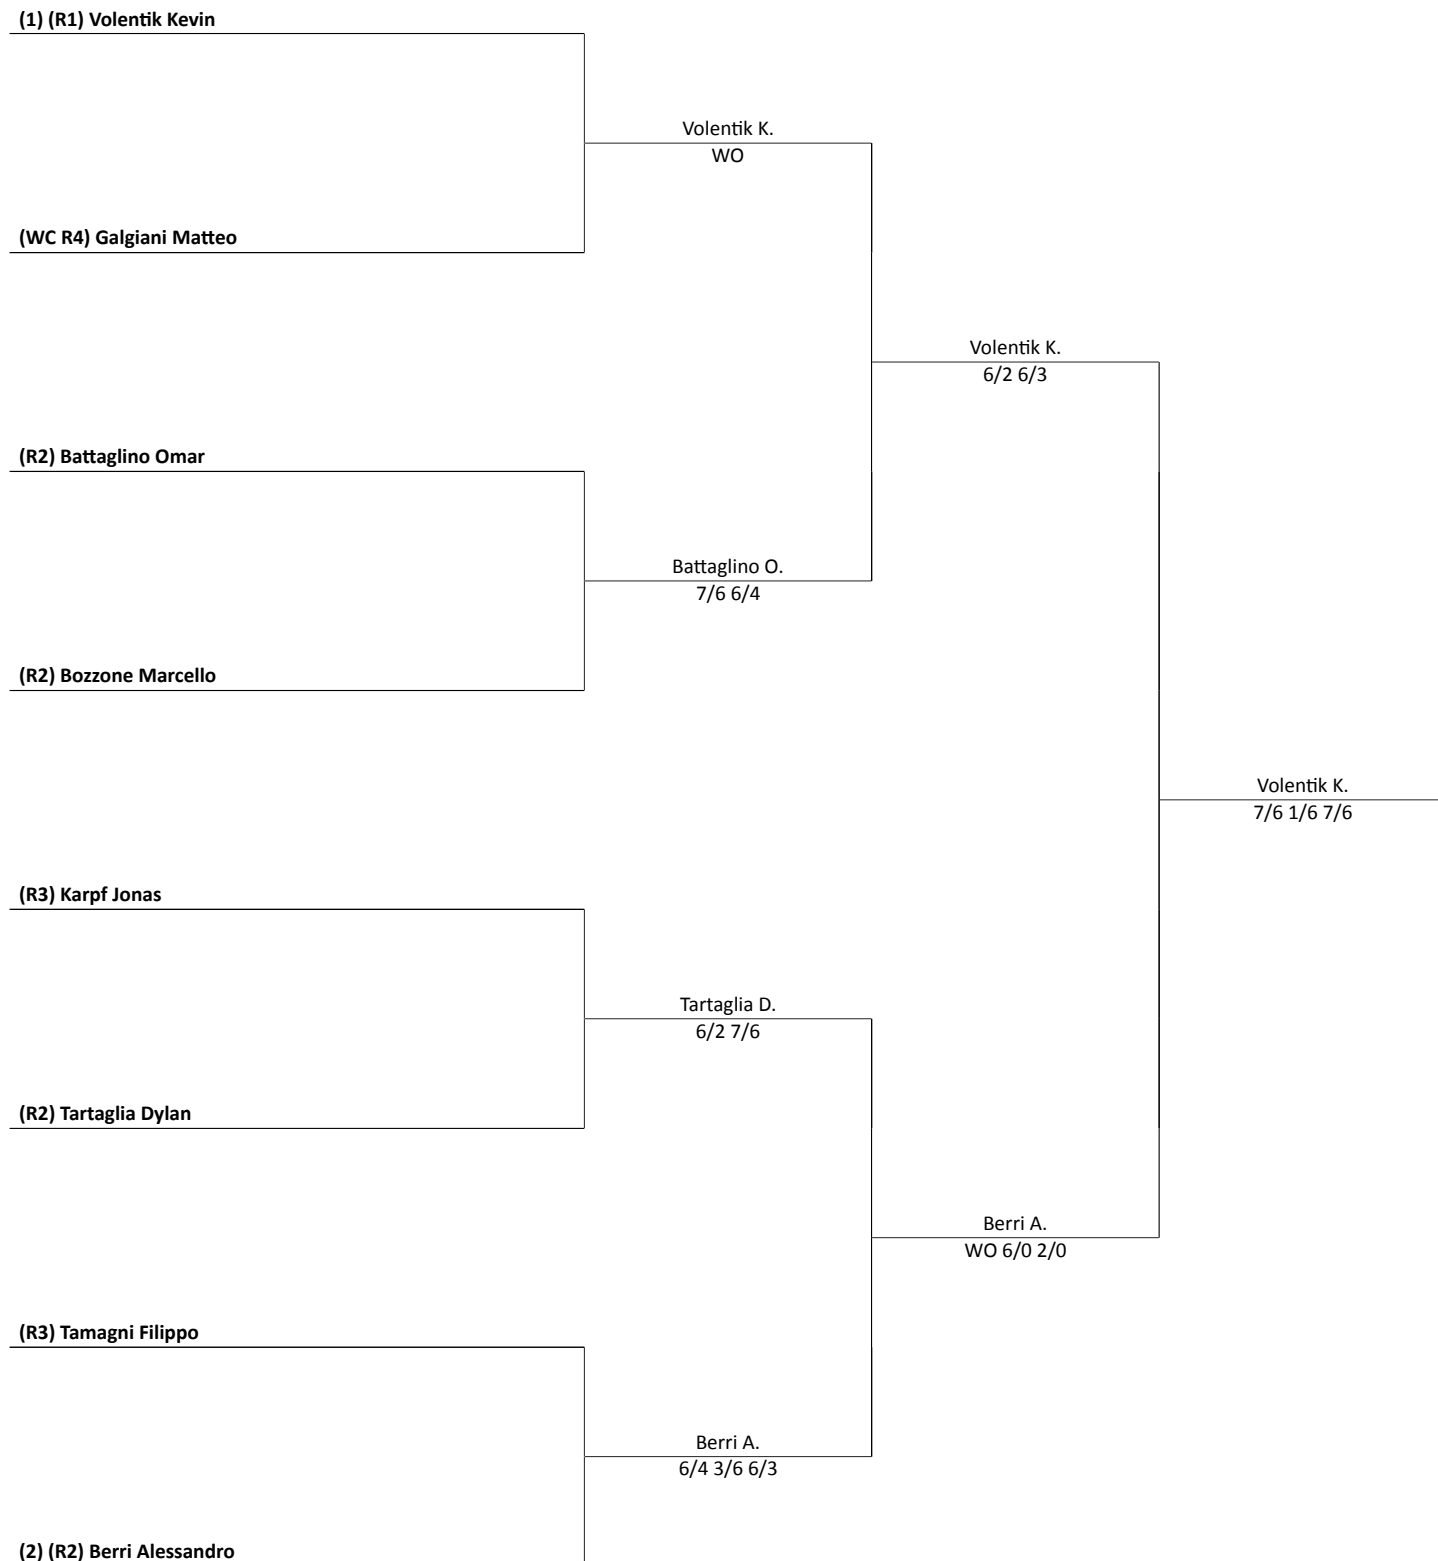 (1) (R1) Volentik Kevin
Volentik K.
WO
(WC R4) Galgiani Matteo
Volentik K.
6/2 6/3
(R2) Battaglino Omar
Battaglino O.
7/6 6/4
(R2) Bozzone Marcello
Volentik K.
7/6 1/6 7/6
(R3) Karpf Jonas
Tartaglia D.
6/2 7/6
(R2) Tartaglia Dylan
Berri A.
WO 6/0 2/0
(R3) Tamagni Filippo
Berri A.
6/4 3/6 6/3
(2) (R2) Berri Alessandro